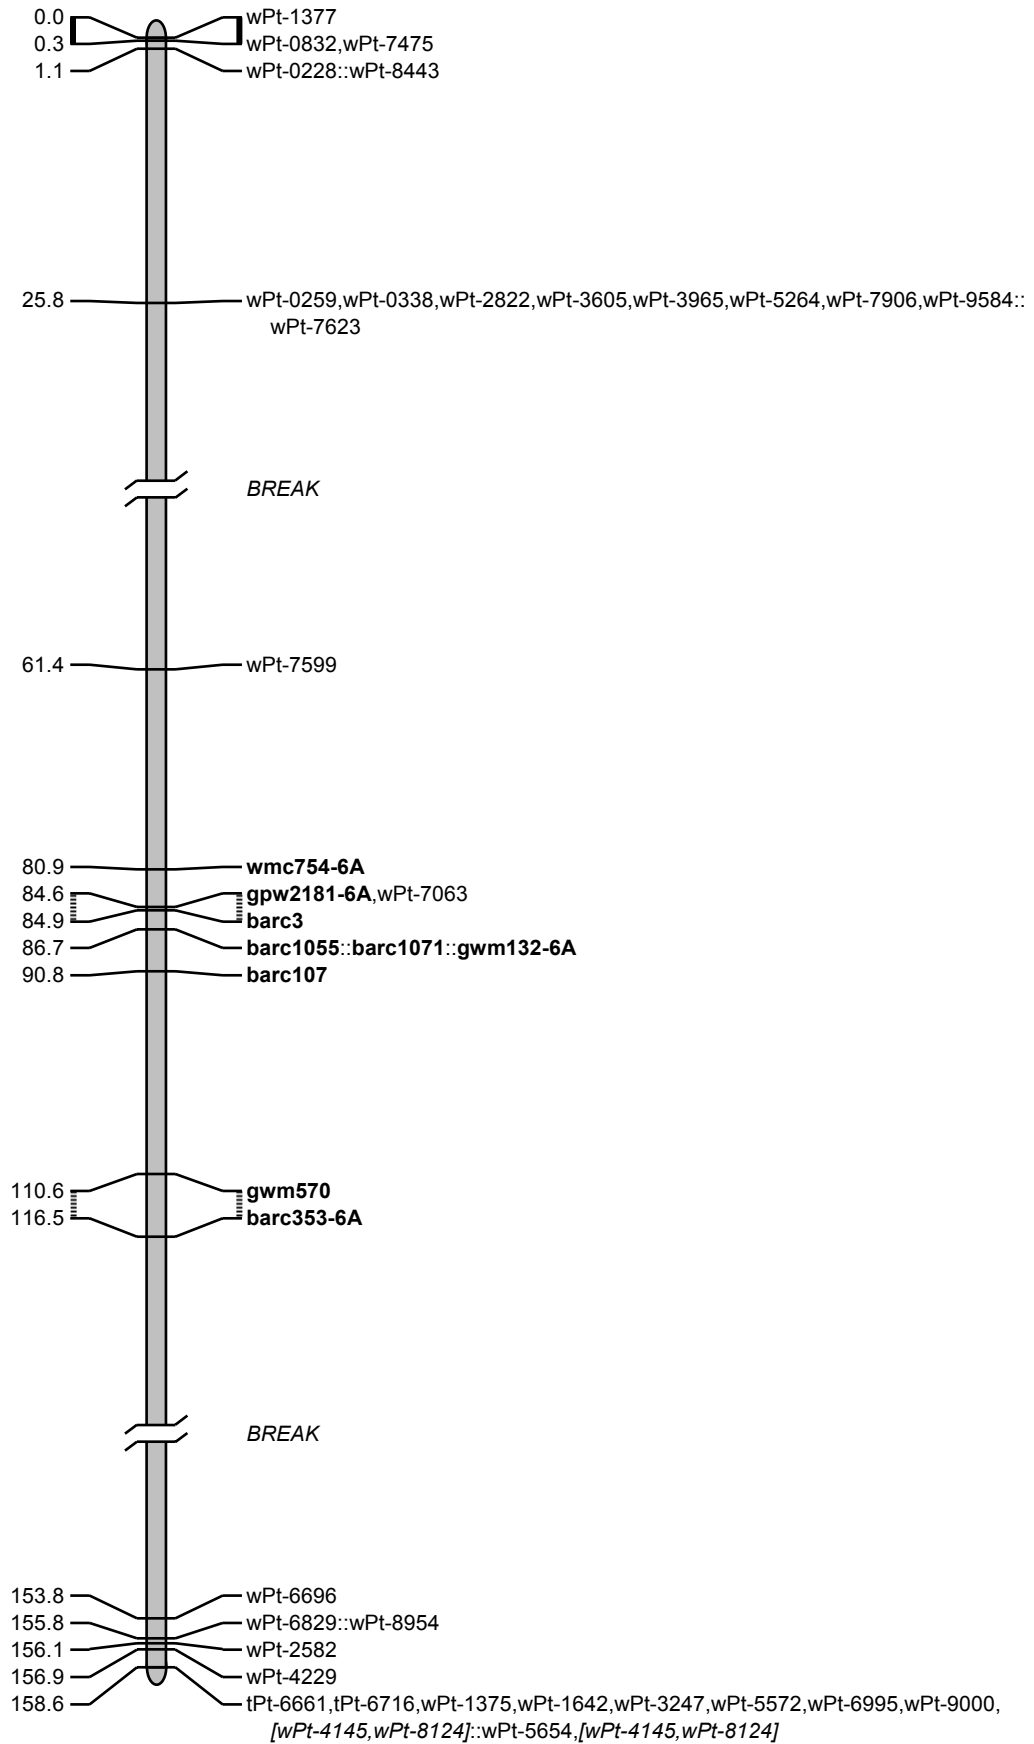 0.0 wPt-1377
0.3 wPt-0832,wPt-7475
1.1 wPt-0228::wPt-8443
25.8 wPt-0259,wPt-0338,wPt-2822,wPt-3605,wPt-3965,wPt-5264,wPt-7906,wPt-9584::
wPt-7623
BREAK
61.4 wPt-7599
80.9 wmc754-6A
84.6 gpw2181-6A,wPt-7063
84.9 barc3
86.7 barc1055::barc1071::gwm132-6A
90.8 barc107
110.6 gwm570
116.5 barc353-6A
BREAK
153.8 wPt-6696
155.8 wPt-6829::wPt-8954
156.1 wPt-2582
156.9 wPt-4229
158.6 tPt-6661,tPt-6716,wPt-1375,wPt-1642,wPt-3247,wPt-5572,wPt-6995,wPt-9000,
[wPt-4145,wPt-8124]::wPt-5654,[wPt-4145,wPt-8124]